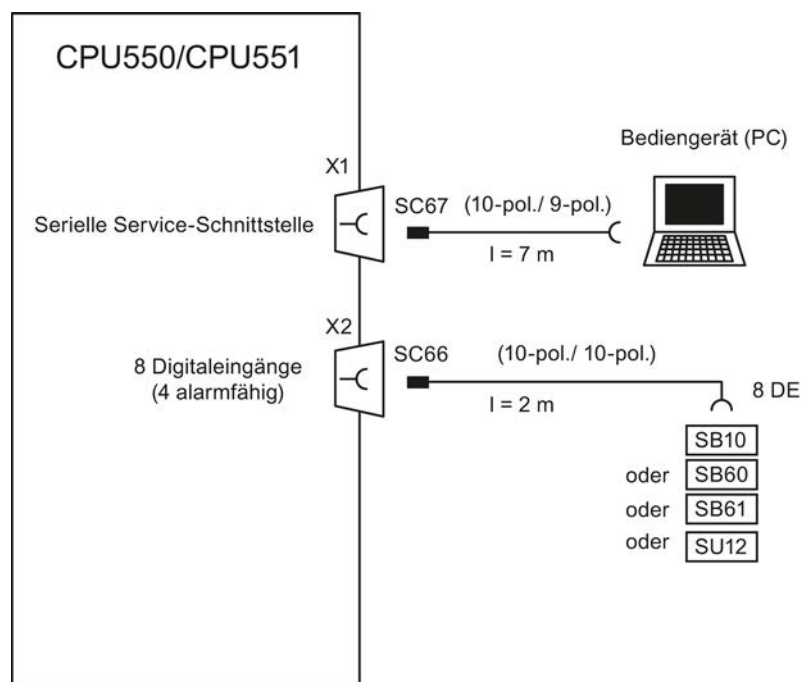 CPU550/CPU551
Bediengerät (PC)
X1
SC67 (10-pol./ 9-pol.)
Serielle Service-Schnittstelle
l = 7 m
X2
SC66 (10-pol./ 10-pol.)
8 Digitaleingänge
(4 alarmfähig)
l = 2 m
8 DE
SB10
oder SB60
oder SB61
oder SU12